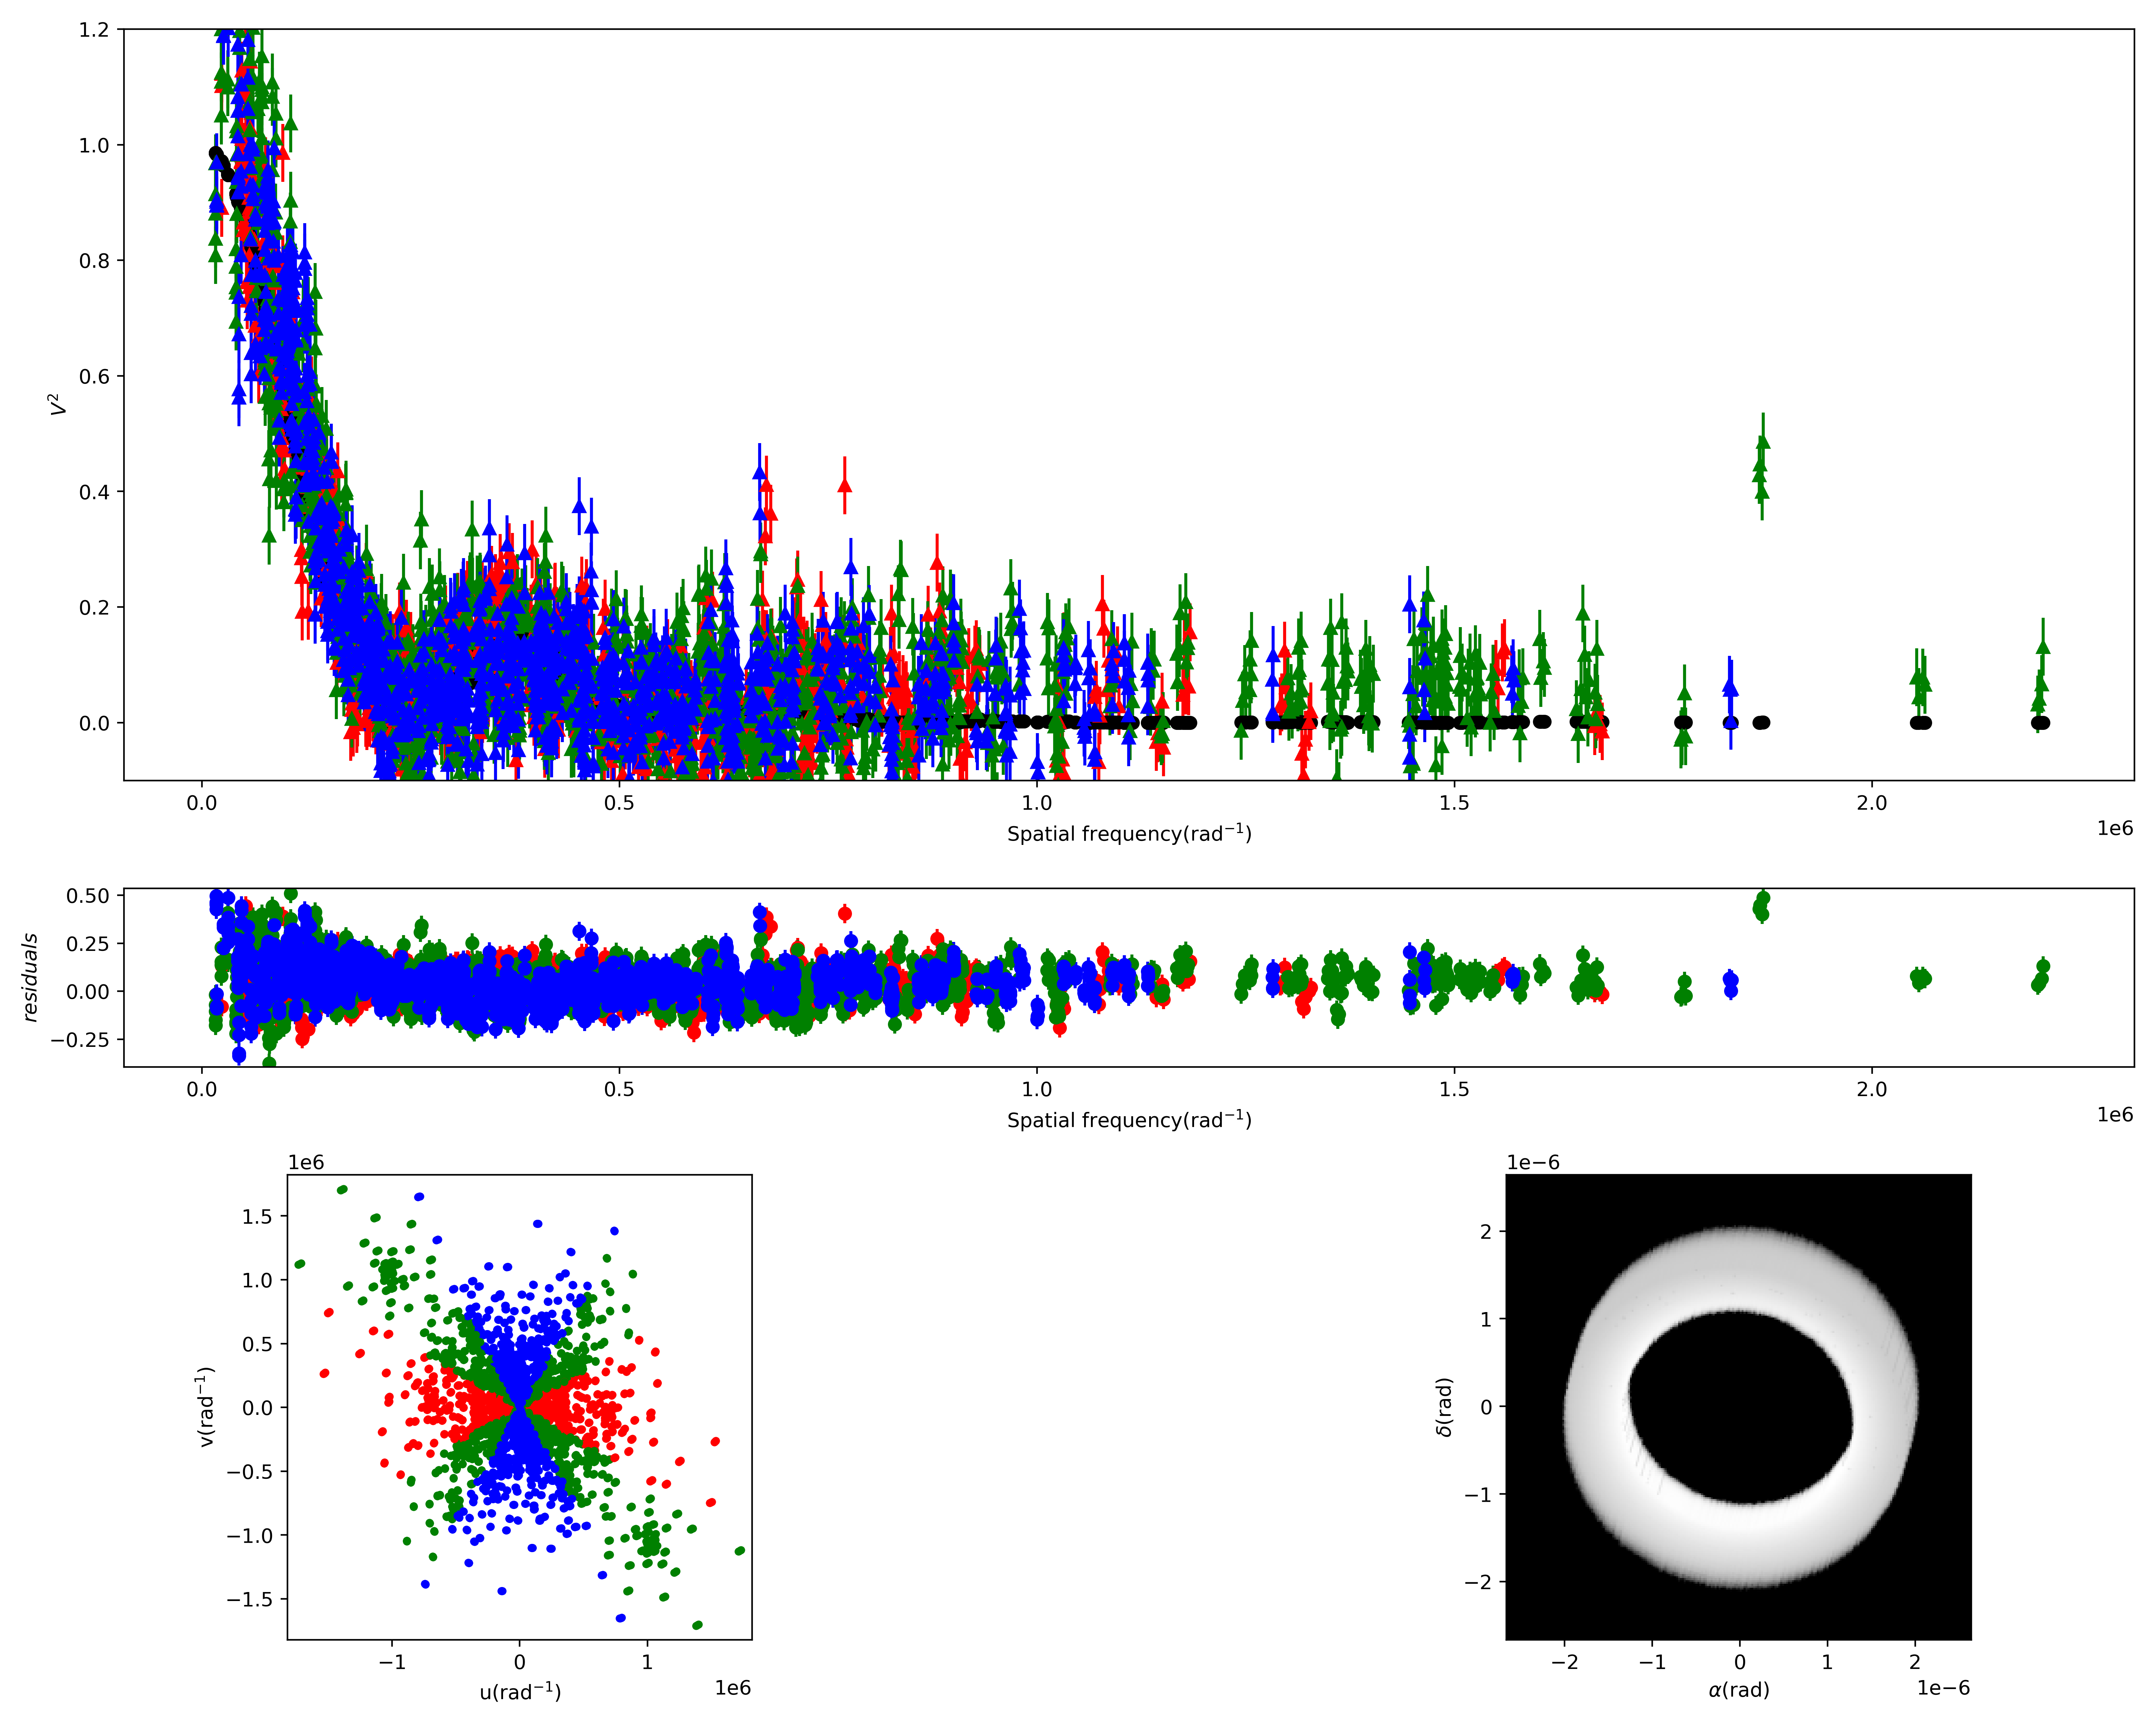 1.2
1.0
0.8
0.6
0.4
0.2
0.0
V²
0.0 0.5 1.0 1.5 2.0
Spatial frequency(rad⁻¹)
1e6
0.50
0.25
0.00
−0.25
residuals
0.0 0.5 1.0 1.5 2.0
Spatial frequency(rad⁻¹)
1e6
1e6
1.5
1.0
0.5
0.0
−0.5
−1.0
−1.5
v(rad⁻¹)
−1 0 1
u(rad⁻¹)
1e6
1e−6
2
1
0
−1
−2
δ(rad)
−2 −1 0 1 2
α(rad)
1e−6